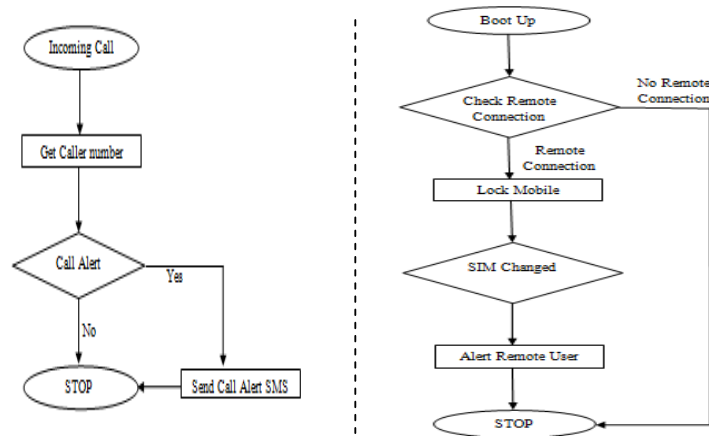 Incoming Call
Get Caller number
Call Alert
Yes
No
STOP
Send Call Alert SMS
Boot Up
No Remote
Connection
Check Remote
Connection
Remote
Connection
Lock Mobile
SIM Changed
Alert Remote User
STOP